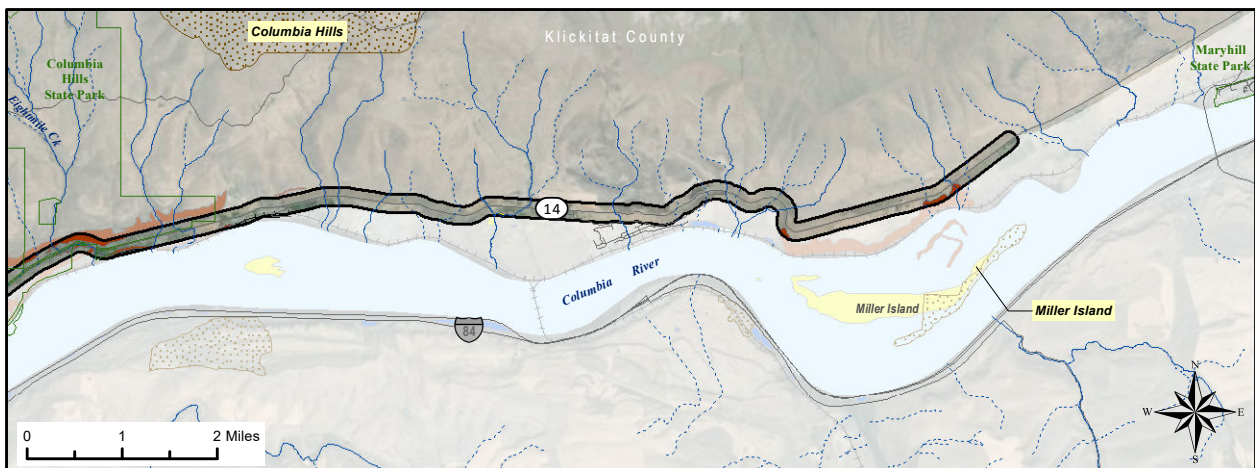 Columbia Hills
Klickitat County
Columbia
Hills
State Park
Maryhill
State Park
Eightmile Ck
14
Columbia River
Miller Island
Miller Island
84
N
W E
S
0 1 2 Miles